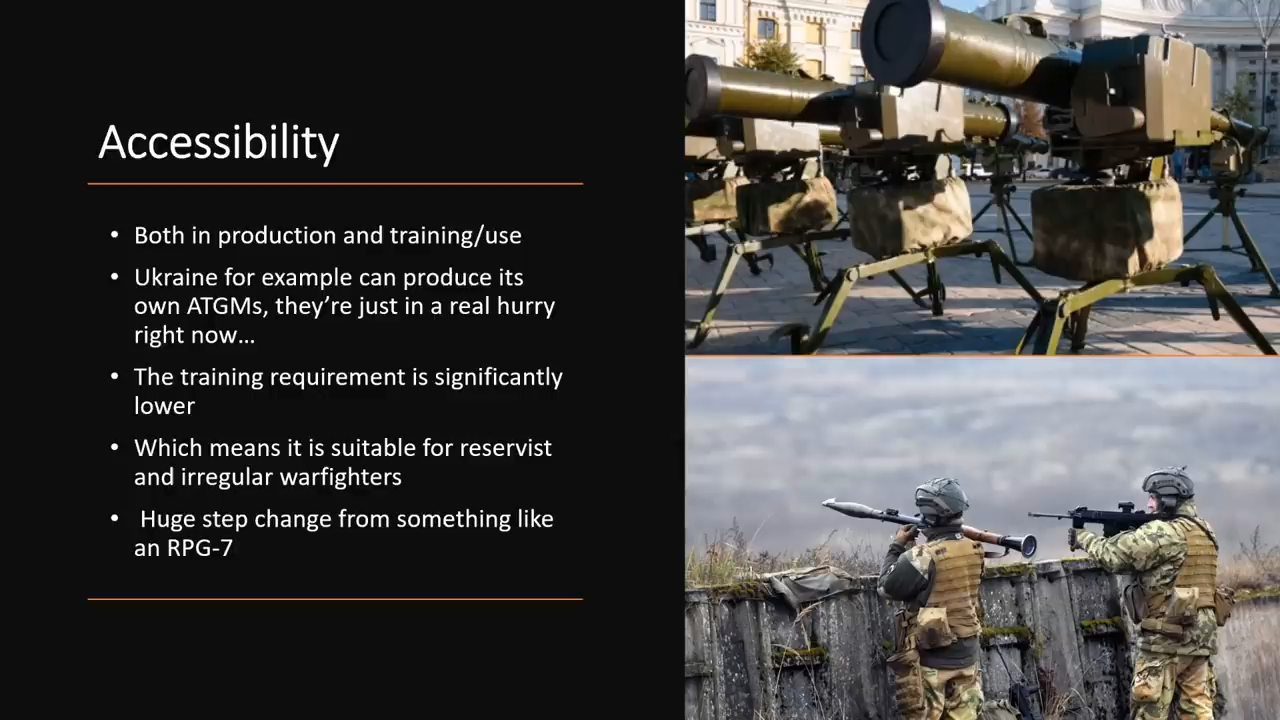 Accessibility
• Both in production and training/use
• Ukraine for example can produce its
own ATGMs, they’re just in a real hurry
right now…
• The training requirement is significantly
lower
• Which means it is suitable for reservist
and irregular warfighters
• Huge step change from something like
an RPG-7